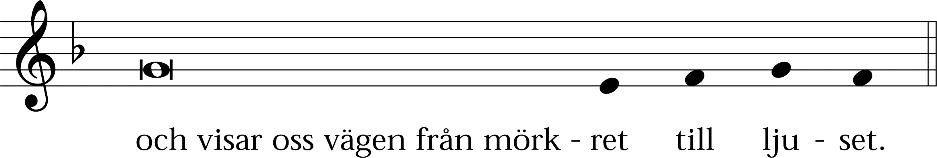 och visar oss vägen från mörk - ret till lju - set.